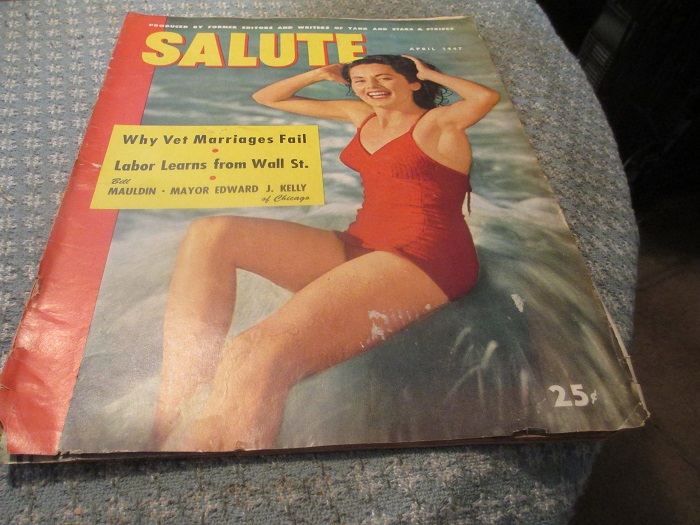 PRODUCED BY FORMER EDITORS AND WRITERS OF YANK AND STARS & STRIPES
SALUTE
APRIL 1947
Why Vet Marriages Fail
•
Labor Learns from Wall St.
•
Bill
MAULDIN - MAYOR EDWARD J. KELLY
of Chicago
25¢